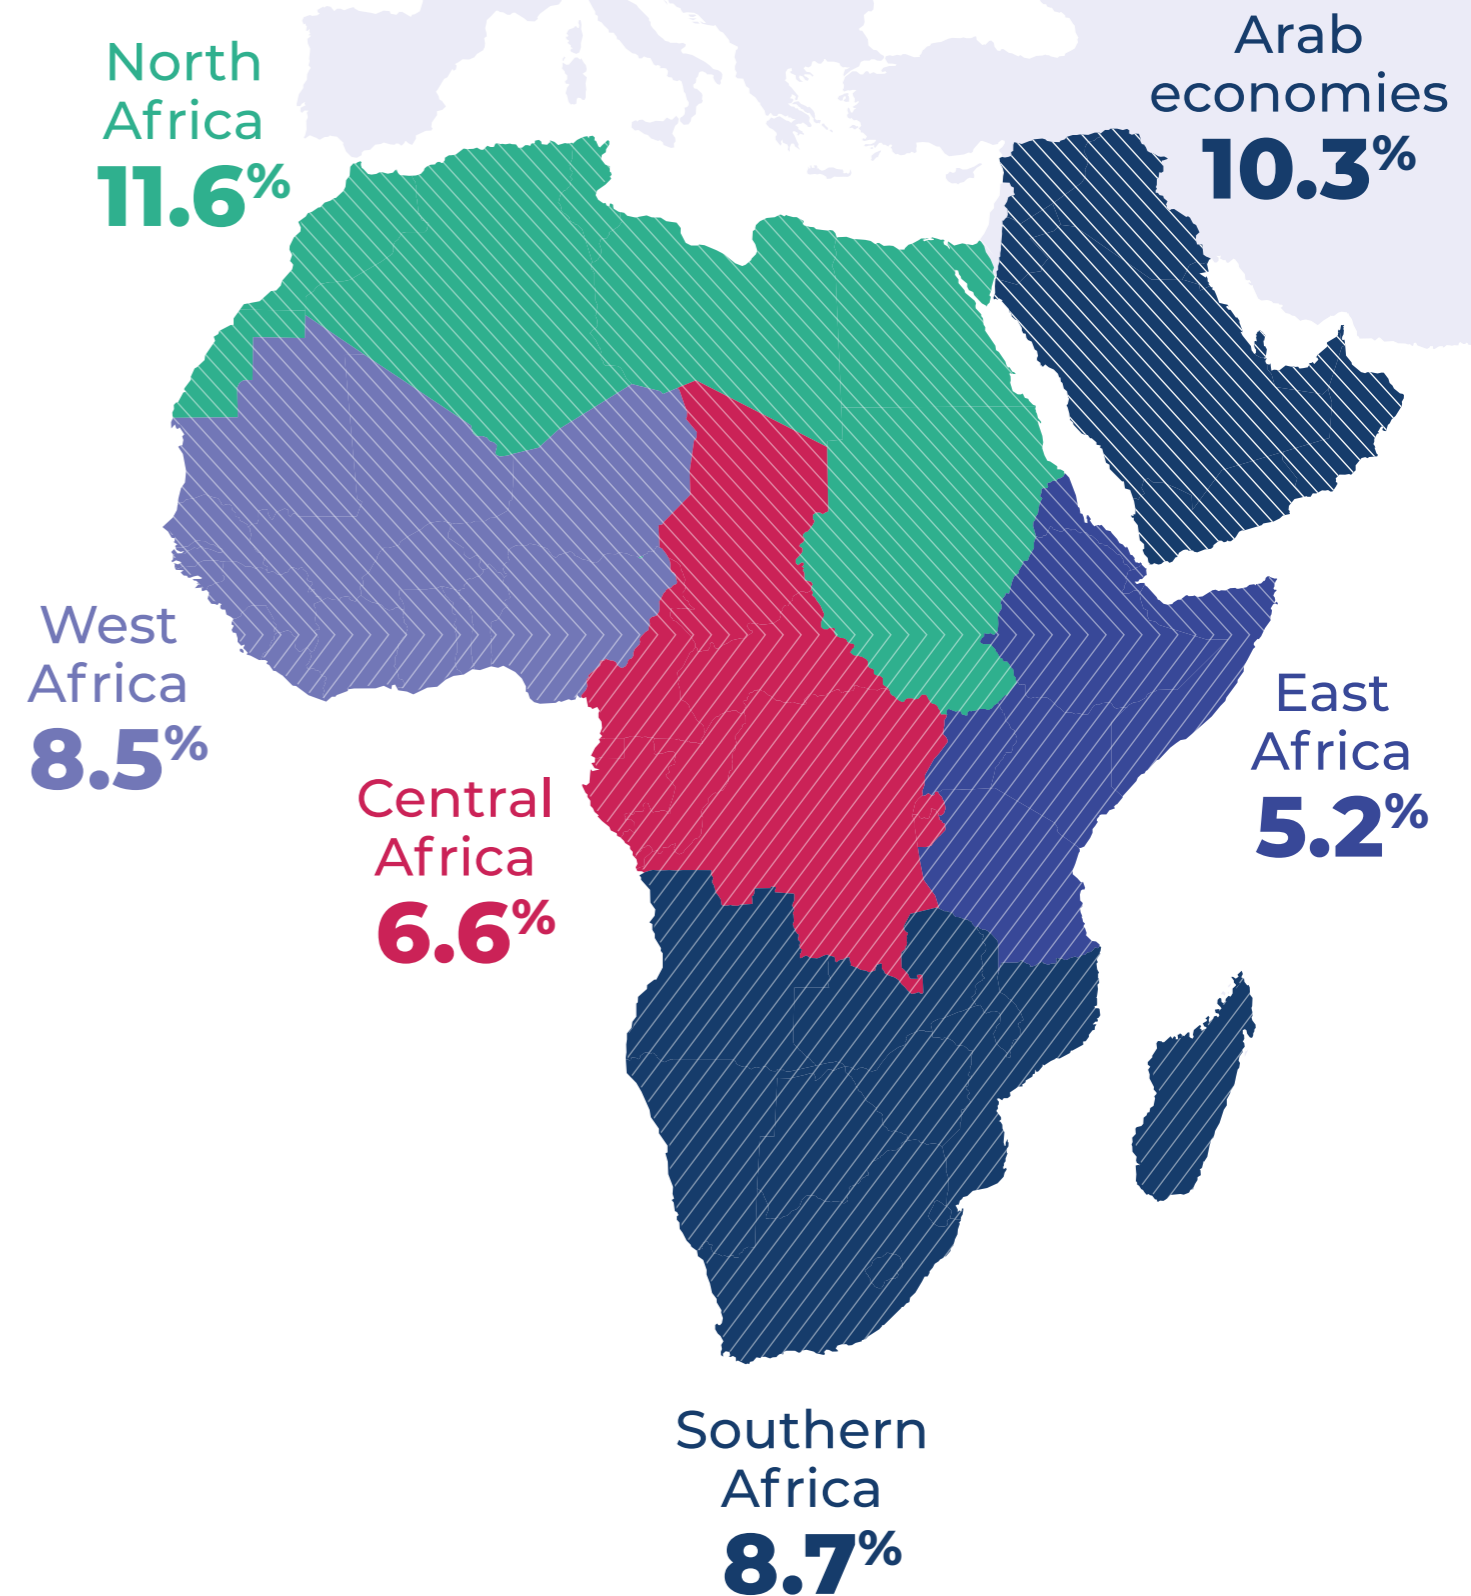 North
Africa
11.6%
Arab
economies
10.3%
West
Africa
8.5%
East
Africa
5.2%
Central
Africa
6.6%
Southern
Africa
8.7%